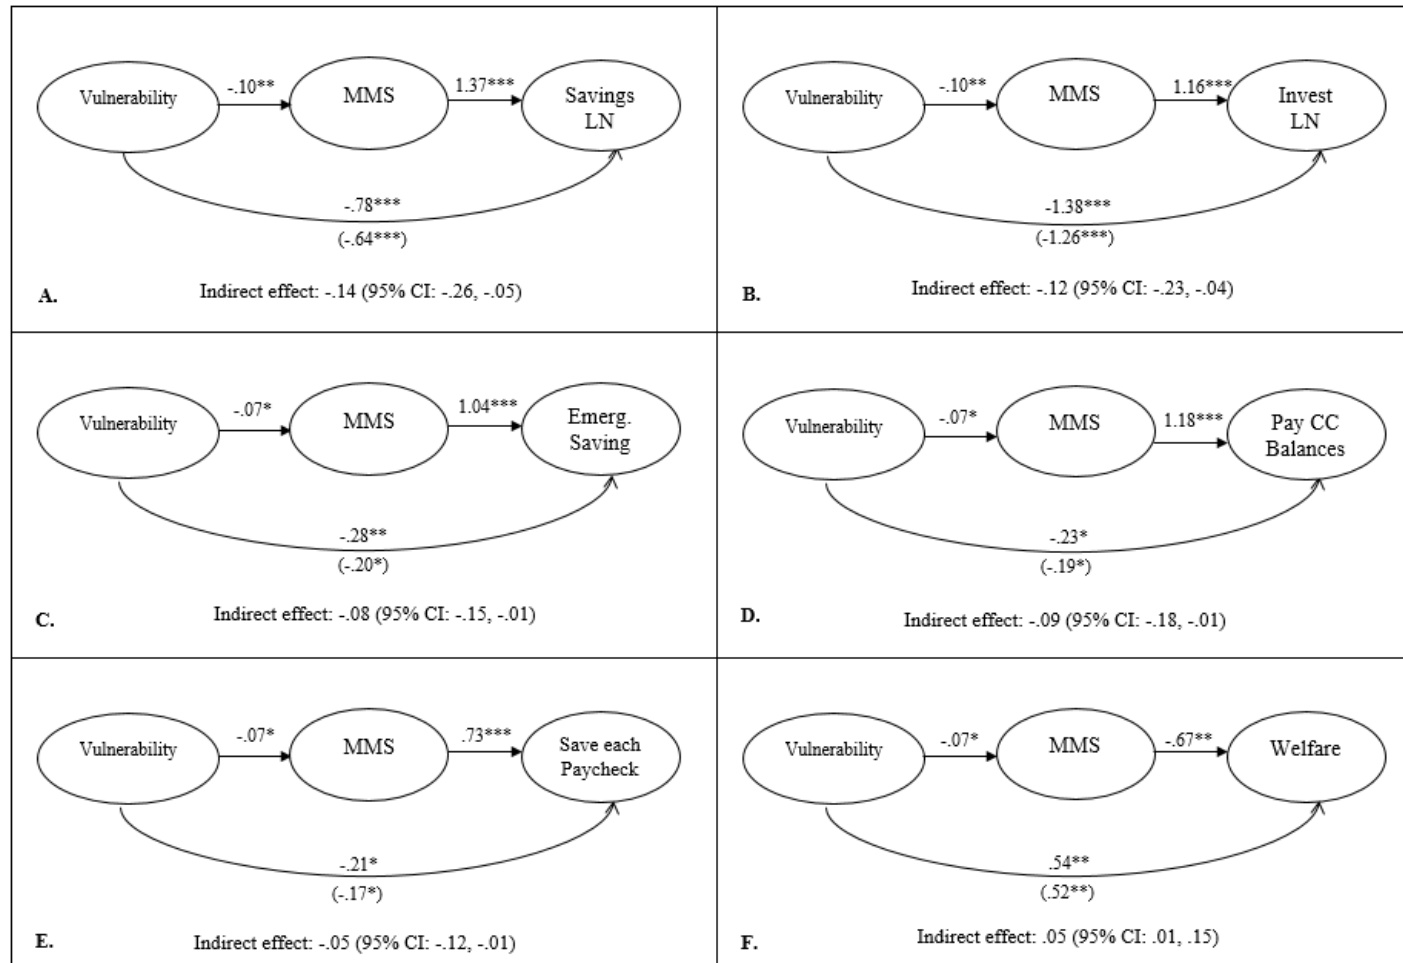 Vulnerability
-.10**
MMS
1.37***
Savings
LN
-.78***
(-.64***)
A.
Indirect effect: -.14 (95% CI: -.26, -.05)
Vulnerability
-.10**
MMS
1.16***
Invest
LN
-1.38***
(-1.26***)
B.
Indirect effect: -.12 (95% CI: -.23, -.04)
Vulnerability
-.07*
MMS
1.04***
Emerg.
Saving
-.28**
(-.20*)
C.
Indirect effect: -.08 (95% CI: -.15, -.01)
Vulnerability
-.07*
MMS
1.18***
Pay CC
Balances
-.23*
(-.19*)
D.
Indirect effect: -.09 (95% CI: -.18, -.01)
Vulnerability
-.07*
MMS
.73***
Save each
Paycheck
-.21*
(-.17*)
E.
Indirect effect: -.05 (95% CI: -.12, -.01)
Vulnerability
-.07*
MMS
-.67**
Welfare
.54**
(.52**)
F.
Indirect effect: .05 (95% CI: .01, .15)